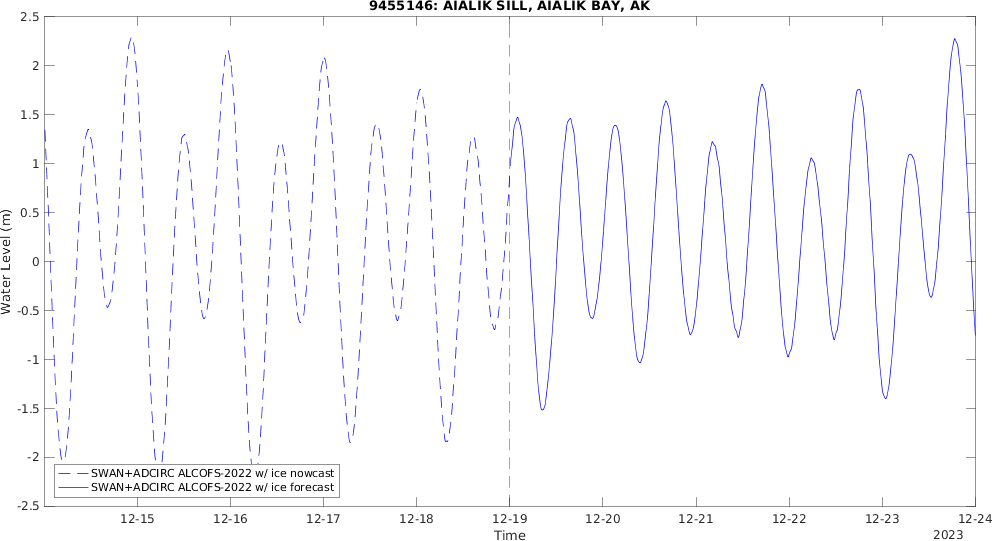 9455146: AIALIK SILL, AIALIK BAY, AK
2.5
2
1.5
1
0.5
0
-0.5
-1
-1.5
-2
-2.5
Water Level (m)
SWAN+ADCIRC ALCOFS-2022 w/ ice nowcast
SWAN+ADCIRC ALCOFS-2022 w/ ice forecast
12-15 12-16 12-17 12-18 12-19 12-20 12-21 12-22 12-23 12-24
Time
2023